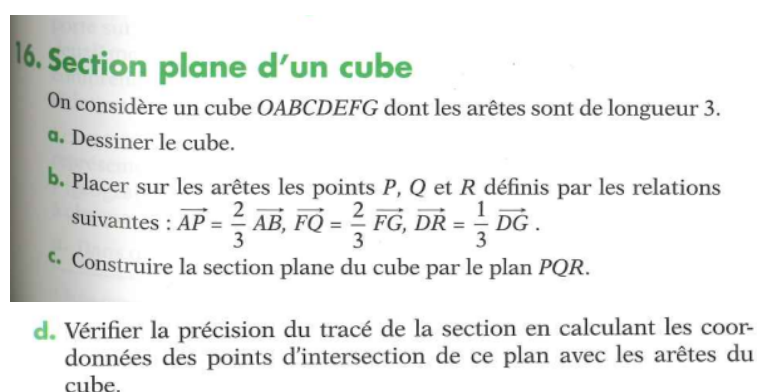 16. Section plane d'un cube
On considère un cube OABCDEFG dont les arêtes sont de longueur 3.
a. Dessiner le cube.
b. Placer sur les arêtes les points P, Q et R définis par les relations
suivantes : $\overrightarrow{AP} = \frac{2}{3} \overrightarrow{AB}$, $\overrightarrow{FQ} = \frac{2}{3} \overrightarrow{FG}$, $\overrightarrow{DR} = \frac{1}{3} \overrightarrow{DG}$ .
c. Construire la section plane du cube par le plan PQR.
d. Vérifier la précision du tracé de la section en calculant les coor-
données des points d'intersection de ce plan avec les arêtes du
cube.